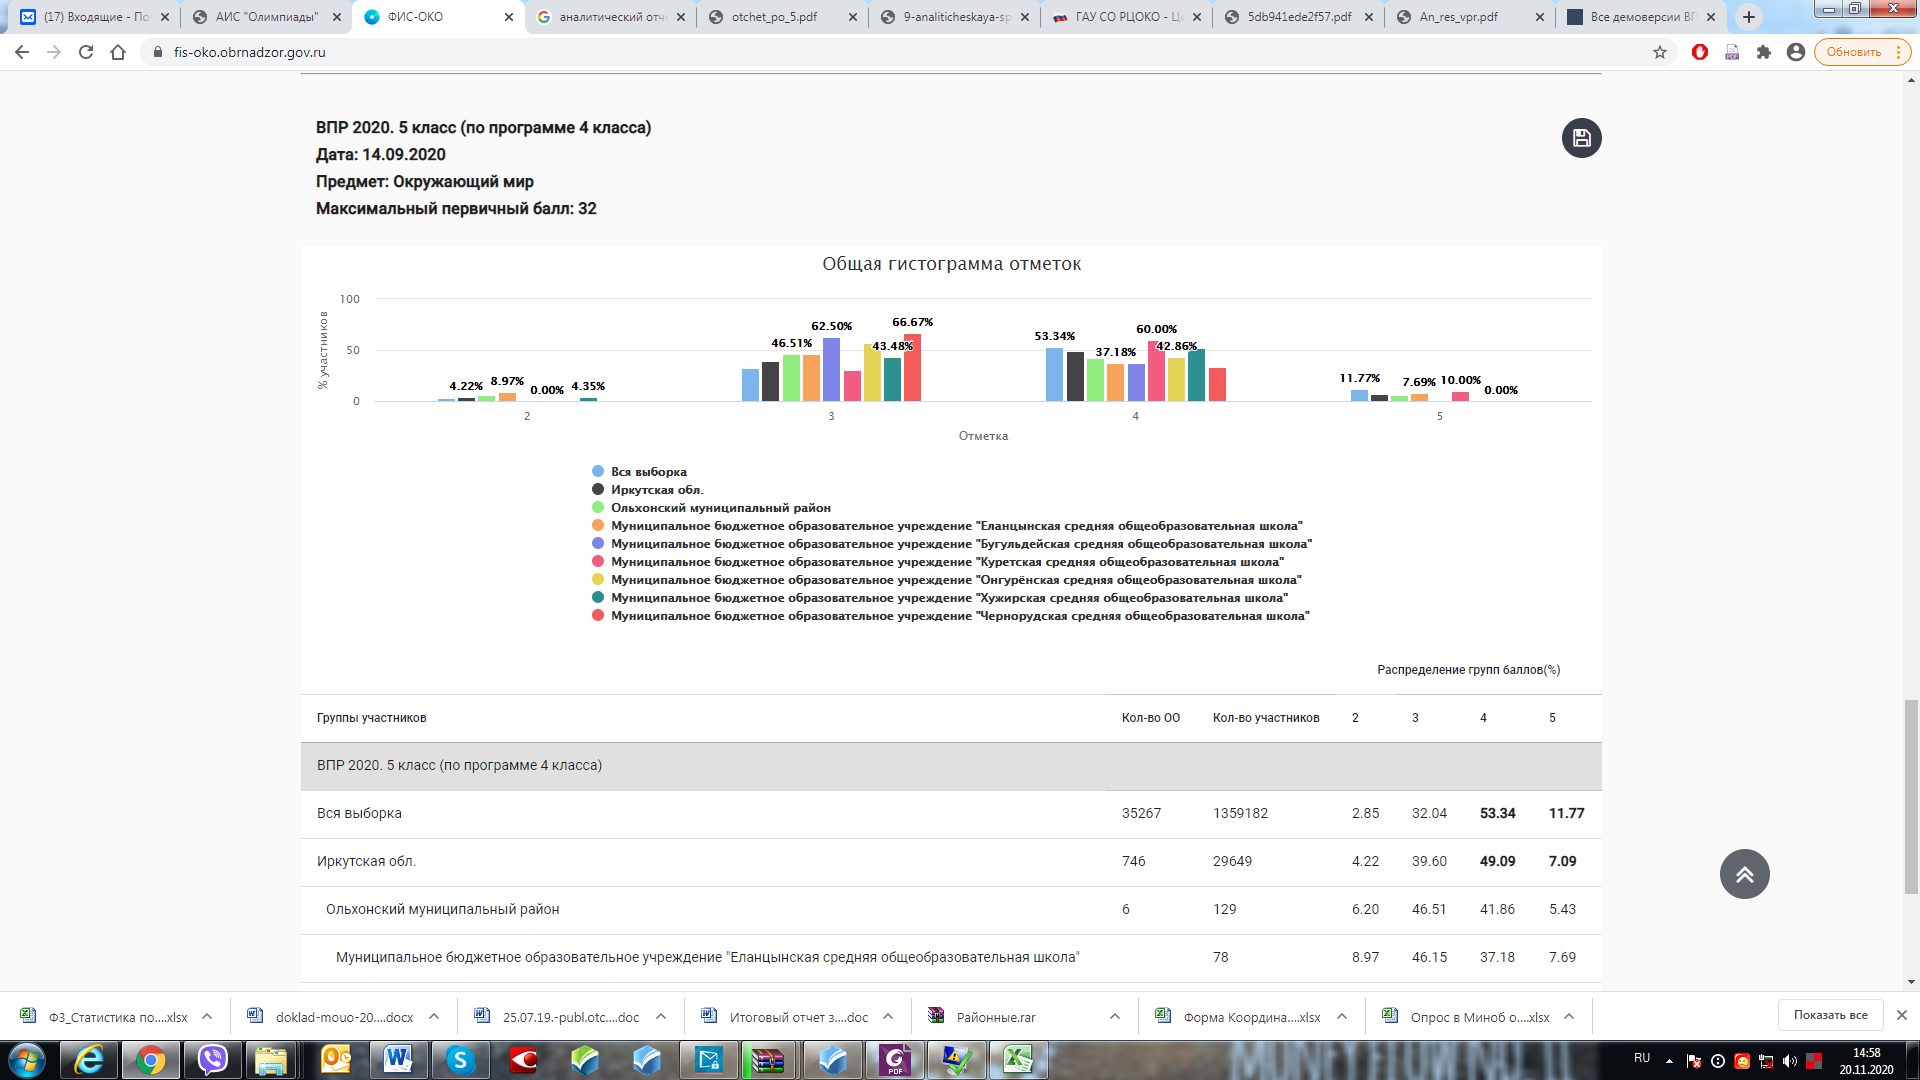 (17) Входящие - По
АИС "Олимпиады"
ФИС-ОКО
аналитический отче
otchet_po_5.pdf
9-analiticheskaya-sp
ГАУ СО РЦОКО - Це
5db941ede2f57.pdf
An_res_vpr.pdf
Все демоверсии ВП
fis-oko.obrnadzor.gov.ru
Обновить
ВПР 2020. 5 класс (по программе 4 класса)
Дата: 14.09.2020
Предмет: Окружающий мир
Максимальный первичный балл: 32
Общая гистограмма отметок
% участников
100
50
0
4.22% 8.97% 0.00% 4.35%
46.51% 62.50% 43.48% 66.67%
53.34% 37.18% 60.00% 42.86%
11.77% 7.69% 10.00% 0.00%
2 3 4 5
Отметка
Вся выборка
Иркутская обл.
Ольхонский муниципальный район
Муниципальное бюджетное образовательное учреждение "Еланцынская средняя общеобразовательная школа"
Муниципальное бюджетное образовательное учреждение "Бугульдейская средняя общеобразовательная школа"
Муниципальное бюджетное образовательное учреждение "Куретская средняя общеобразовательная школа"
Муниципальное бюджетное образовательное учреждение "Онгурёнская средняя общеобразовательная школа"
Муниципальное бюджетное образовательное учреждение "Хужирская средняя общеобразовательная школа"
Муниципальное бюджетное образовательное учреждение "Чернорудская средняя общеобразовательная школа"
Распределение групп баллов(%)
Группы участников Кол-во ОО Кол-во участников 2 3 4 5
ВПР 2020. 5 класс (по программе 4 класса)
Вся выборка 35267 1359182 2.85 32.04 53.34 11.77
Иркутская обл. 746 29649 4.22 39.60 49.09 7.09
Ольхонский муниципальный район 6 129 6.20 46.51 41.86 5.43
Муниципальное бюджетное образовательное учреждение "Еланцынская средняя общеобразовательная школа" 78 8.97 46.15 37.18 7.69
ФЗ_Статистика по....xlsx
doklad-mouo-20....docx
25.07.19.-publ.otc....doc
Итоговый отчет з....doc
Районные.rar
Форма Координа....xlsx
Опрос в Миноб о....xlsx
Показать все
RU
14:58
20.11.2020